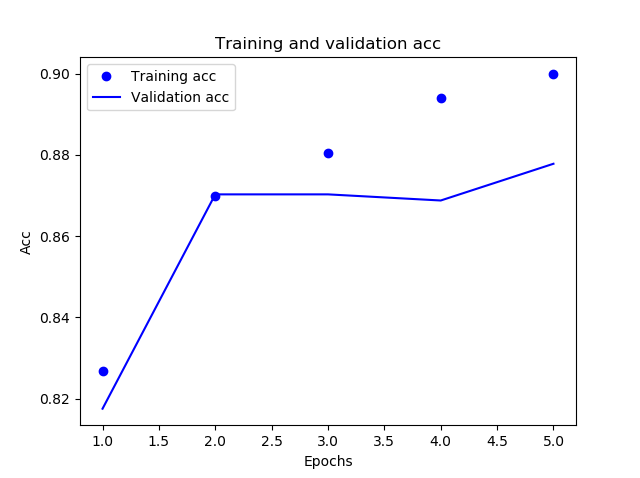 Training and validation acc
Training acc
Validation acc
0.90
0.88
0.86
0.84
0.82
Acc
1.0 1.5 2.0 2.5 3.0 3.5 4.0 4.5 5.0
Epochs